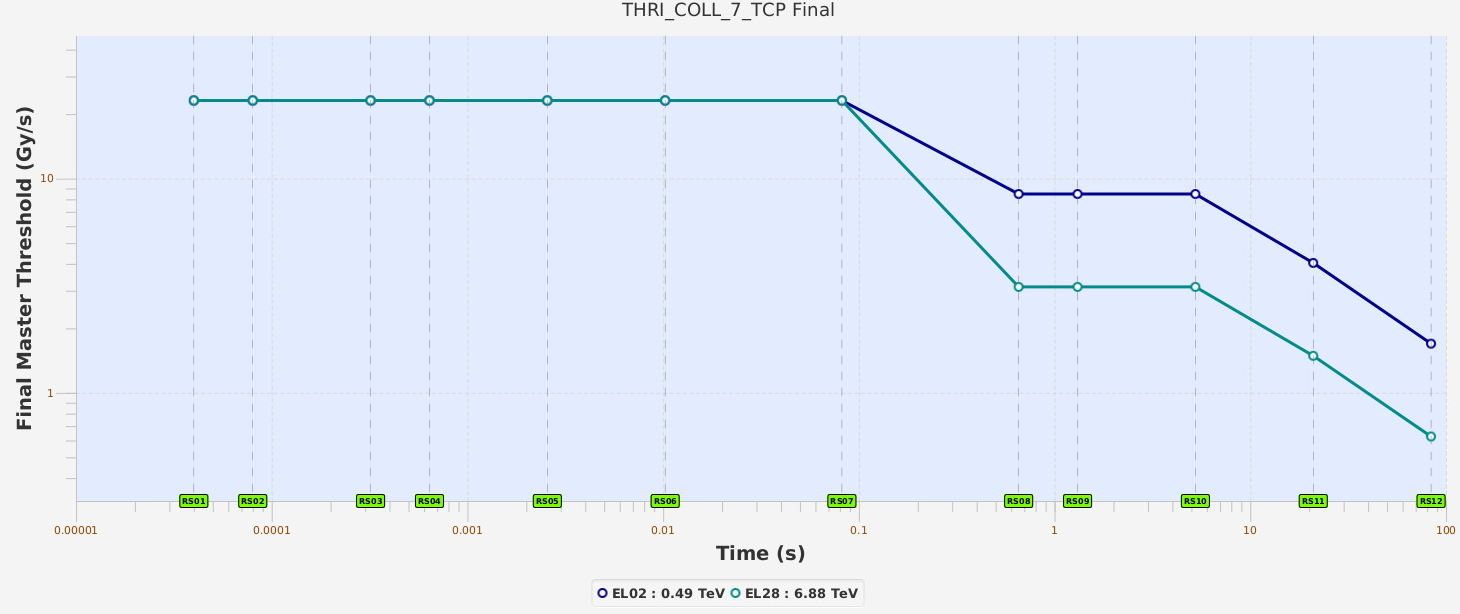 THRI_COLL_7_TCP Final
Final Master Threshold (Gy/s)
10
1
RS01 RS02 RS03 RS04 RS05 RS06 RS07 RS08 RS09 RS10 RS11 RS12
0.00001 0.0001 0.001 0.01 0.1 1 10 100
Time (s)
EL02 : 0.49 TeV EL28 : 6.88 TeV